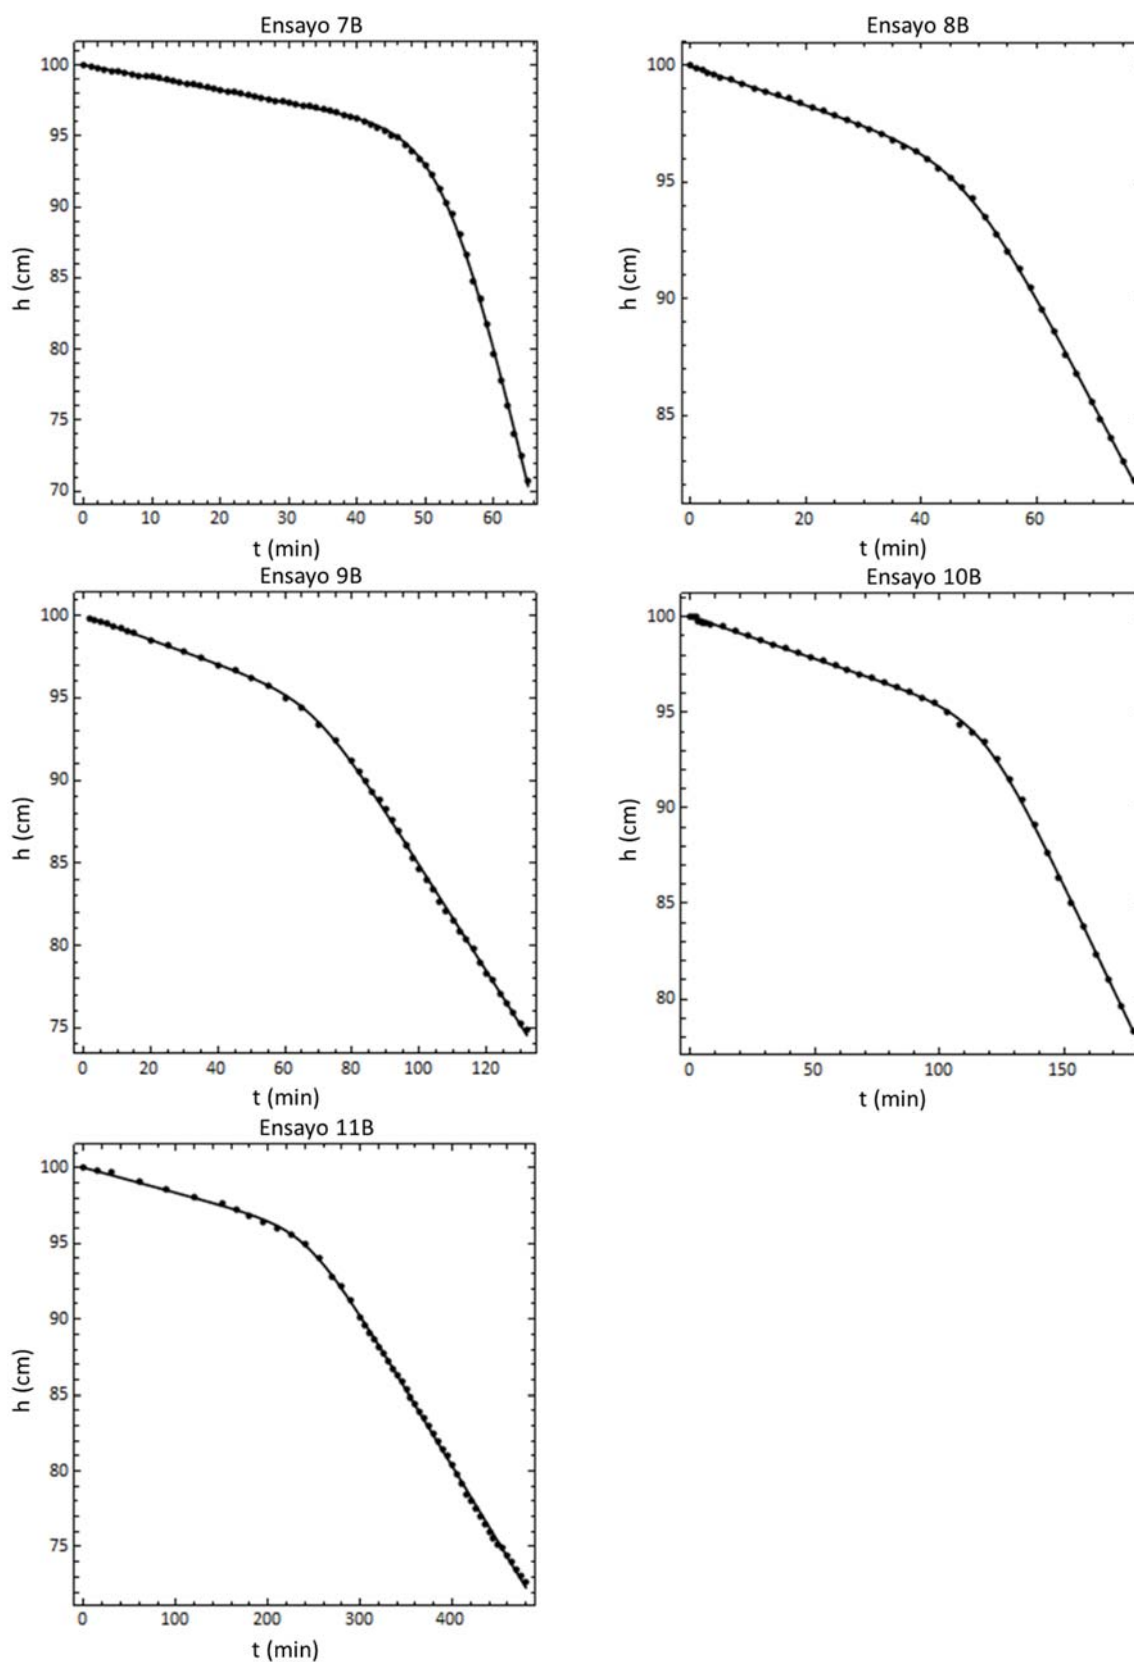 Ensayo 7B
100
95
90
85
80
75
70
h (cm)
0 10 20 30 40 50 60
t (min)
Ensayo 8B
100
95
90
85
h (cm)
0 20 40 60
t (min)
Ensayo 9B
100
95
90
85
80
75
h (cm)
0 20 40 60 80 100 120
t (min)
Ensayo 10B
100
95
90
85
80
h (cm)
0 50 100 150
t (min)
Ensayo 11B
100
95
90
85
80
75
h (cm)
0 100 200 300 400
t (min)